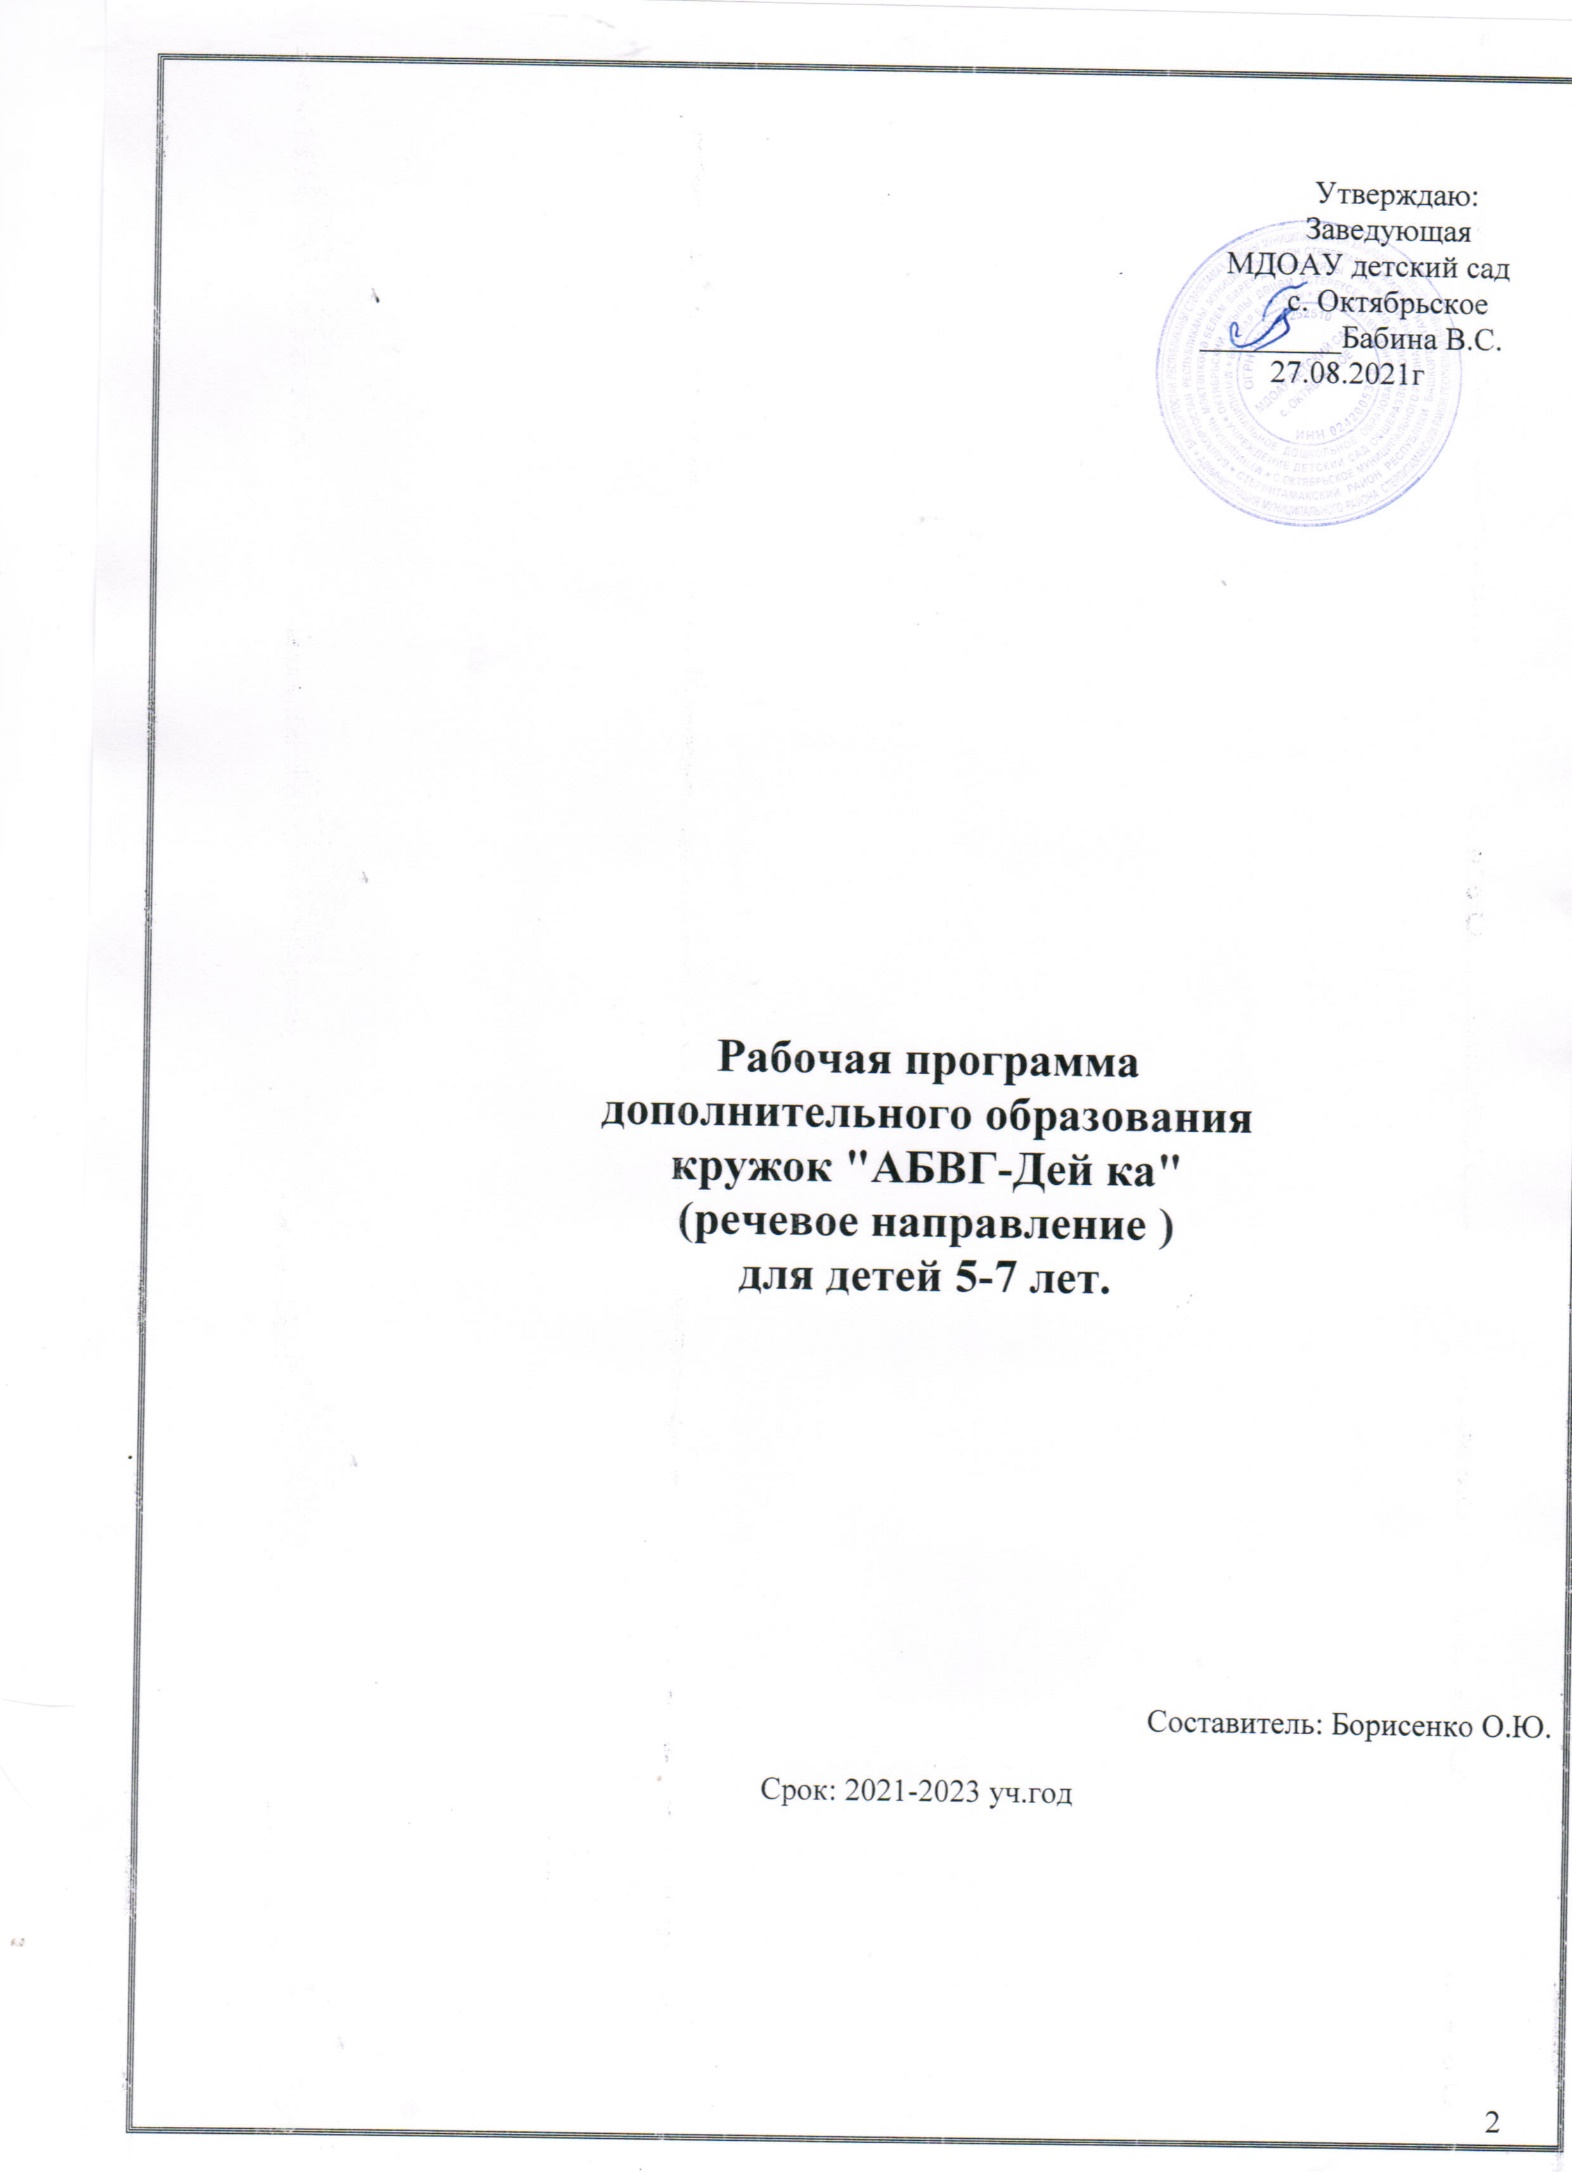 Утверждаю:
Заведующая
МДОАУ детский сад
с. Октябрьское
__________Бабина В.С.
27.08.2021г
Рабочая программа
дополнительного образования
кружок "АБВГ-Дей ка"
(речевое направление )
для детей 5-7 лет.
Составитель: Борисенко О.Ю.
Срок: 2021-2023 уч.год
2